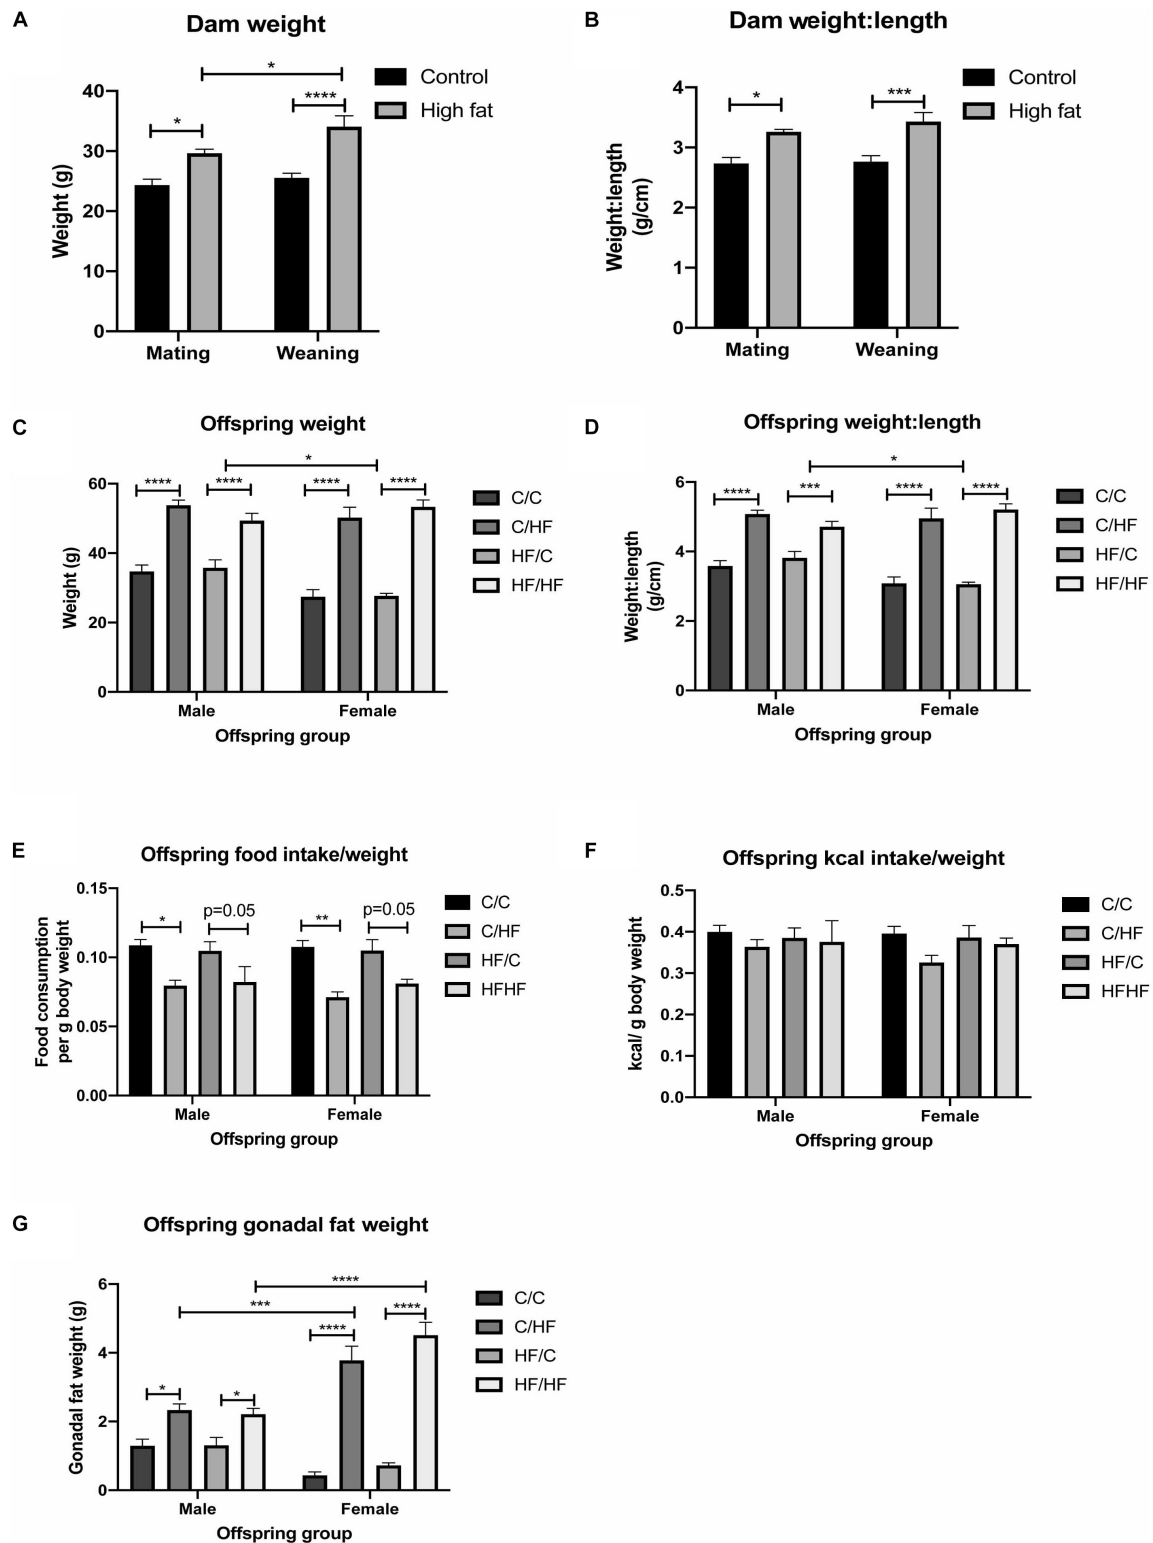 A
Dam weight
Weight (g)
40
30
20
10
0
*
*
****
Mating
Weaning
Control
High fat
B
Dam weight:length
Weight:length
(g/cm)
4
3
2
1
0
*
***
Mating
Weaning
Control
High fat
C
Offspring weight
Weight (g)
60
40
20
0
*
****
****
****
****
Male
Female
Offspring group
C/C
C/HF
HF/C
HF/HF
D
Offspring weight:length
Weight:length
(g/cm)
6
4
2
0
*
****
***
****
****
Male
Female
Offspring group
C/C
C/HF
HF/C
HF/HF
E
Offspring food intake/weight
Food consumption
per g body weight
0.15
0.10
0.05
0.00
*
p=0.05
**
p=0.05
Male
Female
Offspring group
C/C
C/HF
HF/C
HFHF
F
Offspring kcal intake/weight
kcal/ g body weight
0.5
0.4
0.3
0.2
0.1
0.0
Male
Female
Offspring group
C/C
C/HF
HF/C
HFHF
G
Offspring gonadal fat weight
Gonadal fat weight (g)
6
4
2
0
****
***
*
*
****
****
Male
Female
Offspring group
C/C
C/HF
HF/C
HF/HF